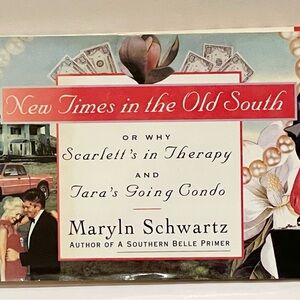 New Times in the Old South
OR WHY
Scarlett's in Therapy
AND
Tara's Going Condo
Maryln Schwartz
AUTHOR OF A SOUTHERN BELLE PRIMER